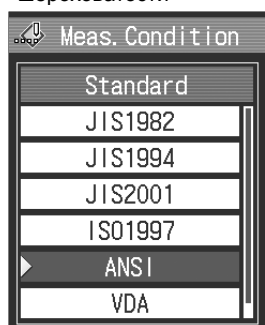 Meas.Condition
Standard
JIS1982
JIS1994
JIS2001
ISO1997
ANSI
VDA